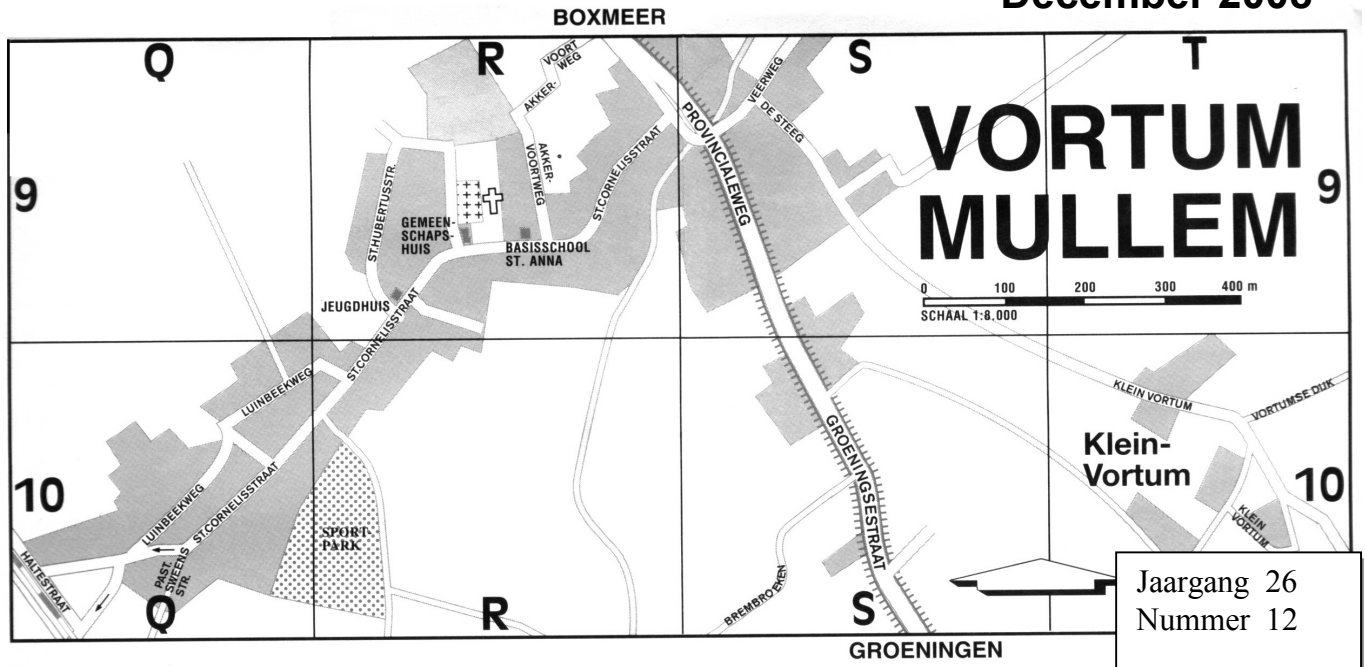 December
BOXMEER
Q R S T
VOORT
WEG
AKKER-
VEERWEG
DE STEEG
PROVINCIALEWEG
VORTUM
MULLEM
9 9
ST.HUBERTUSSTR.
AKKER-
VOORTWEG
ST.CORNELISSTRAAT
GEMEEN-
SCHAPS-
HUIS
BASISSCHOOL
ST. ANNA
0 100 200 300 400 m
SCHAAL 1:8,000
JEUGDHUIS
ST.CORNELISSTRAAT
LUINBEEKWEG
KLEIN VORTUM
VORTUMSE DIJK
Klein-
Vortum
GROENINGSESTRAAT
10 10
LUINBEEKWEG
ST.CORNELISSTRAAT
SPORT-
PARK
KLEIN
VORTUM
HALTESTRAAT
PAST.
SWEENS
STR.
BREMBROEKEN
Q R S
Jaargang 26
Nummer 12
GROENINGEN